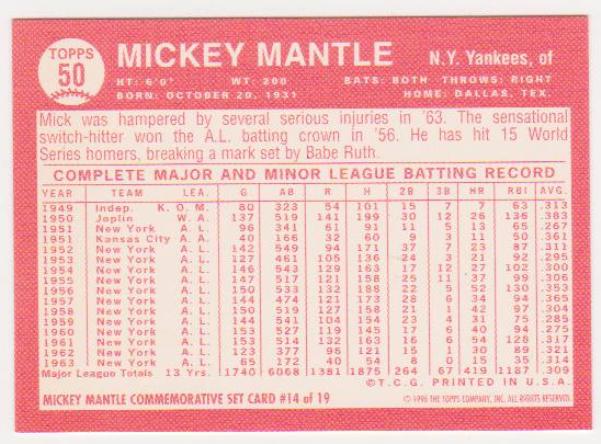 TOPPS
50
MICKEY MANTLE
N.Y. Yankees, of
HT: 6'0" WT: 200 BATS: BOTH THROWS: RIGHT
BORN: OCTOBER 20, 1931 HOME: DALLAS, TEX.
Mick was hampered by several serious injuries in '63. The sensational
switch-hitter won the A.L. batting crown in '56. He has hit 15 World
Series homers, breaking a mark set by Babe Ruth.
COMPLETE MAJOR AND MINOR LEAGUE BATTING RECORD
YEAR TEAM LEA. G AB R H 2B 3B HR RBI AVG.
1949 Indep. K. O. M. 80 323 54 101 15 7 7 63 .313
1950 Joplin W. A. 137 519 141 199 30 12 26 136 .383
1951 New York A. L. 96 341 61 91 11 5 13 65 .267
1951 Kansas City A. A. 40 166 32 60 9 3 11 50 .361
1952 New York A. L. 142 549 94 171 37 7 23 87 .311
1953 New York A. L. 127 461 105 136 24 3 21 92 .295
1954 New York A. L. 146 543 129 163 17 12 27 102 .300
1955 New York A. L. 147 517 121 158 25 11 37 99 .306
1956 New York A. L. 150 533 132 188 22 5 52 130 .353
1957 New York A. L. 144 474 121 173 28 6 34 94 .365
1958 New York A. L. 150 519 127 158 21 1 42 97 .304
1959 New York A. L. 144 541 104 154 23 4 31 75 .285
1960 New York A. L. 153 527 119 145 17 6 40 94 .275
1961 New York A. L. 153 514 132 163 16 6 54 128 .317
1962 New York A. L. 123 377 96 121 15 1 30 89 .321
1963 New York A. L. 65 172 40 54 8 0 15 35 .314
Major League Totals 13 Yrs. 1740 6068 1381 1875 264 67 419 1187 .309
©T.C.G. PRINTED IN U.S.A.
MICKEY MANTLE COMMEMORATIVE SET CARD #14 of 19
© 1996 THE TOPPS COMPANY, INC. ALL RIGHTS RESERVED.